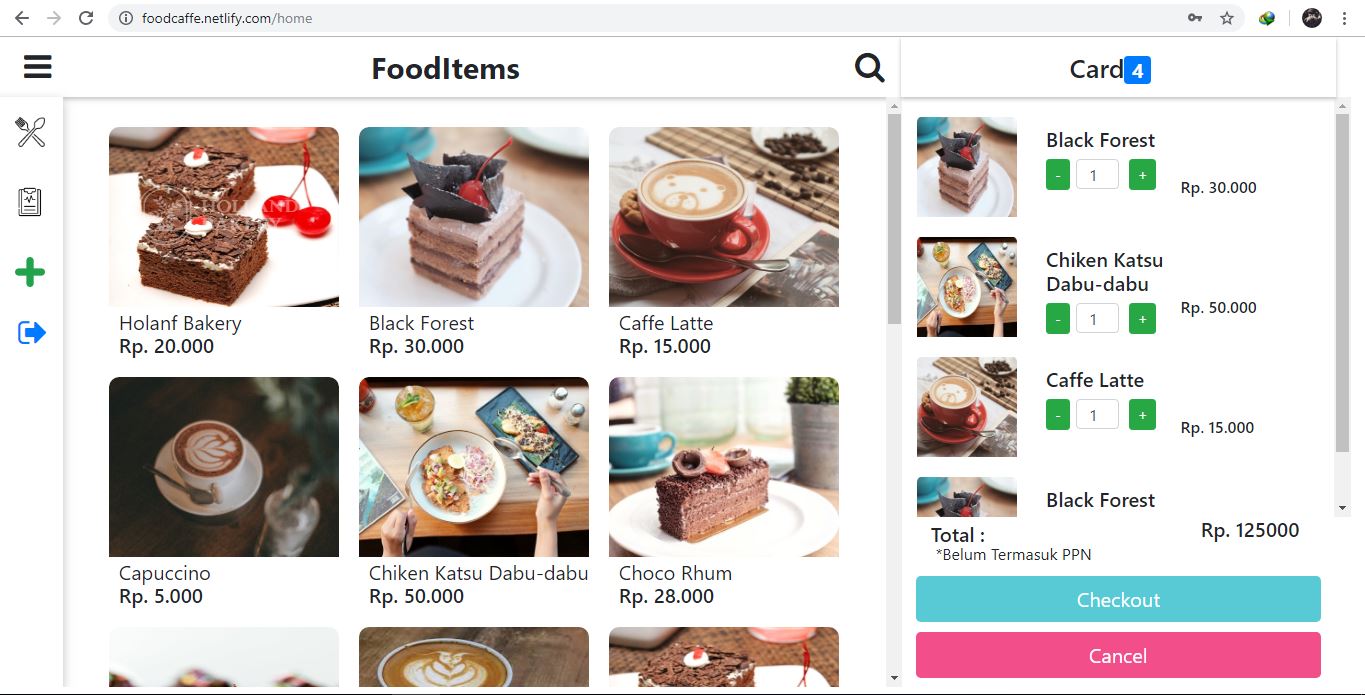 foodcaffe.netlify.com/home
FoodItems
Card 4
HOLLAND
Holanf Bakery
Rp. 20.000
Black Forest
Rp. 30.000
Caffe Latte
Rp. 15.000
Capuccino
Rp. 5.000
Chiken Katsu Dabu-dabu
Rp. 50.000
Choco Rhum
Rp. 28.000
Black Forest
- 1 +
Rp. 30.000
Chiken Katsu
Dabu-dabu
- 1 +
Rp. 50.000
Caffe Latte
- 1 +
Rp. 15.000
Black Forest
Total :
Rp. 125000
*Belum Termasuk PPN
Checkout
Cancel